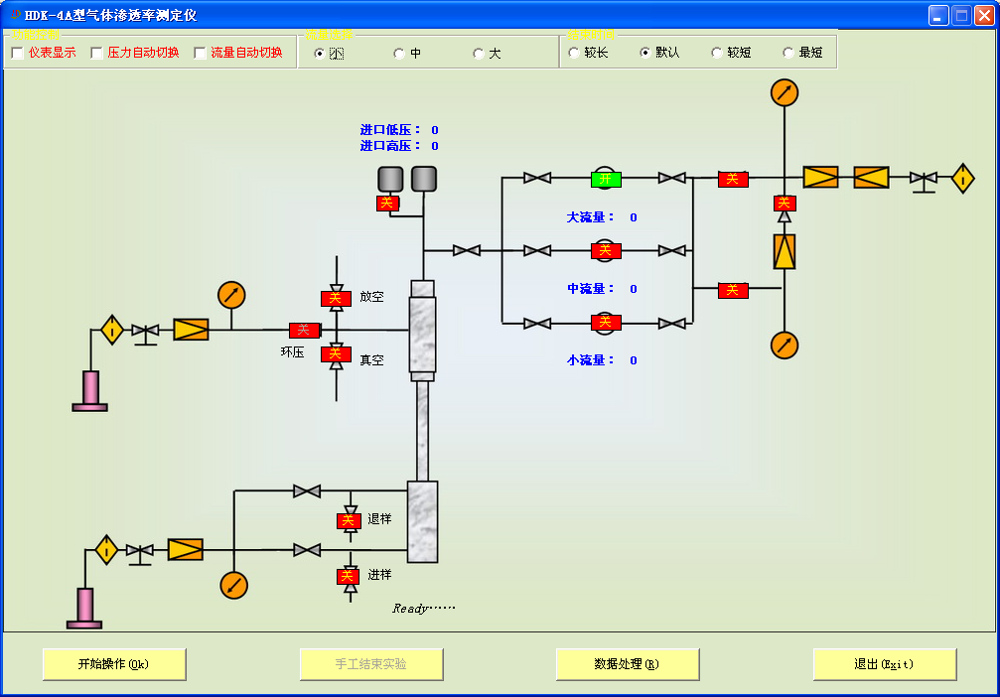 HDK-4A型气体渗透率测定仪
仪表显示 压力自动切换 流量自动切换 小 中 大 较长 默认 较短 最短
进口低压： 0
进口高压： 0
开 关
关 关
大流量： 0
关
中流量： 0 关
关 放空
关 关
环压 关 真空
小流量： 0
关 退样
关 进样
Ready……
开始操作(Ok) 手工结束实验 数据处理(R) 退出(Exit)